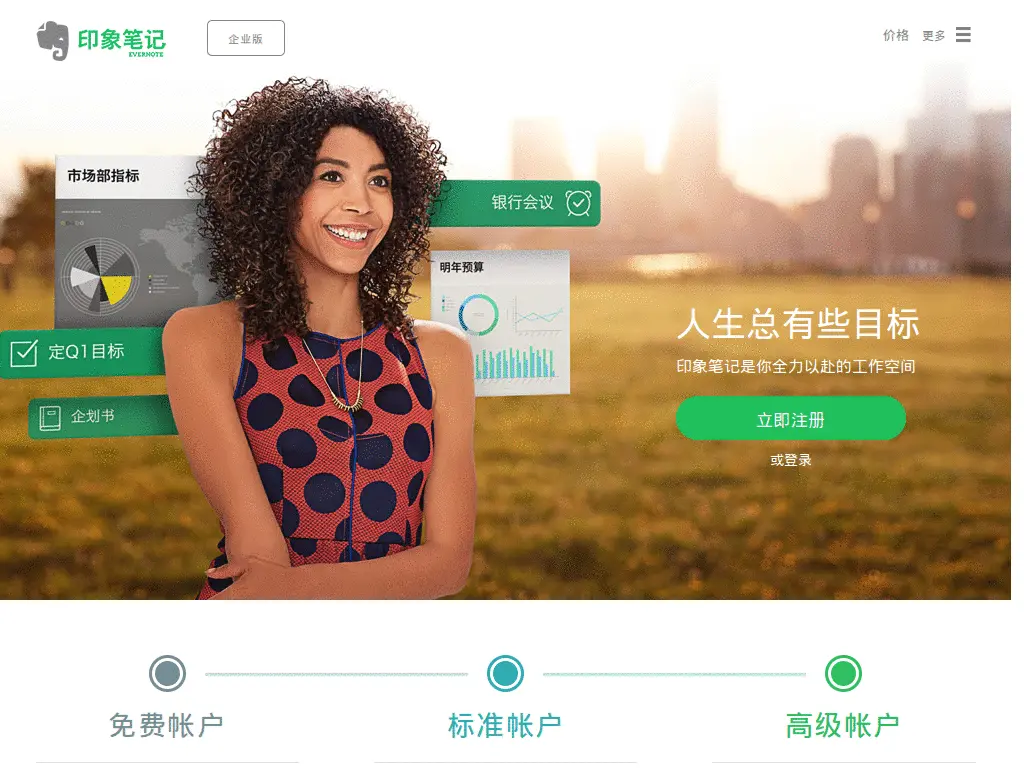 印象笔记
EVERNOTE
企业版
价格
更多
市场部指标
银行会议
明年预算
定Q1目标
企划书
人生总有些目标
印象笔记是你全力以赴的工作空间
立即注册
或登录
免费帐户
标准帐户
高级帐户